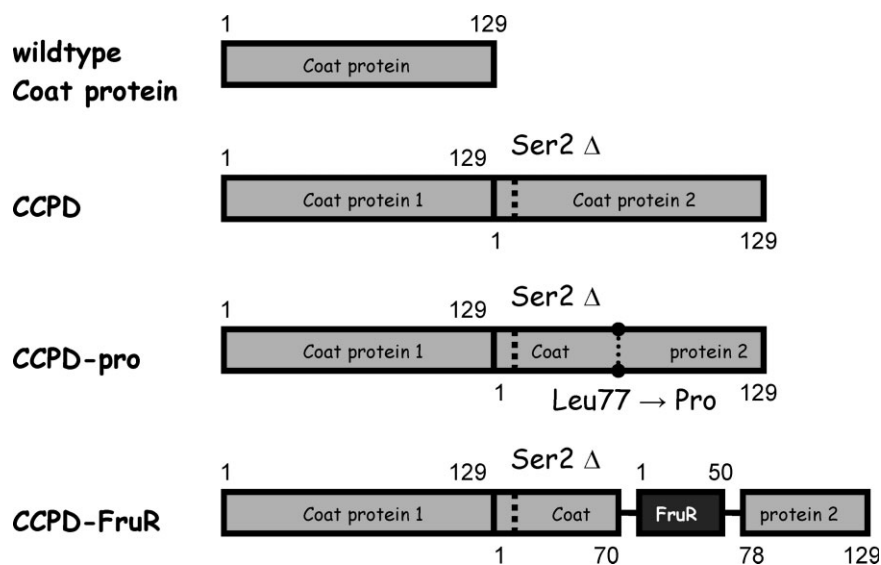 1 129
wildtype
Coat protein
Coat protein
Ser2 Δ
1 129
CCPD
Coat protein 1 Coat protein 2
1 129
Ser2 Δ
1 129
CCPD-pro
Coat protein 1 Coat protein 2
1 129
Leu77 → Pro
Ser2 Δ
1 129 1 50
CCPD-FruR
Coat protein 1 Coat FruR protein 2
1 70 78 129